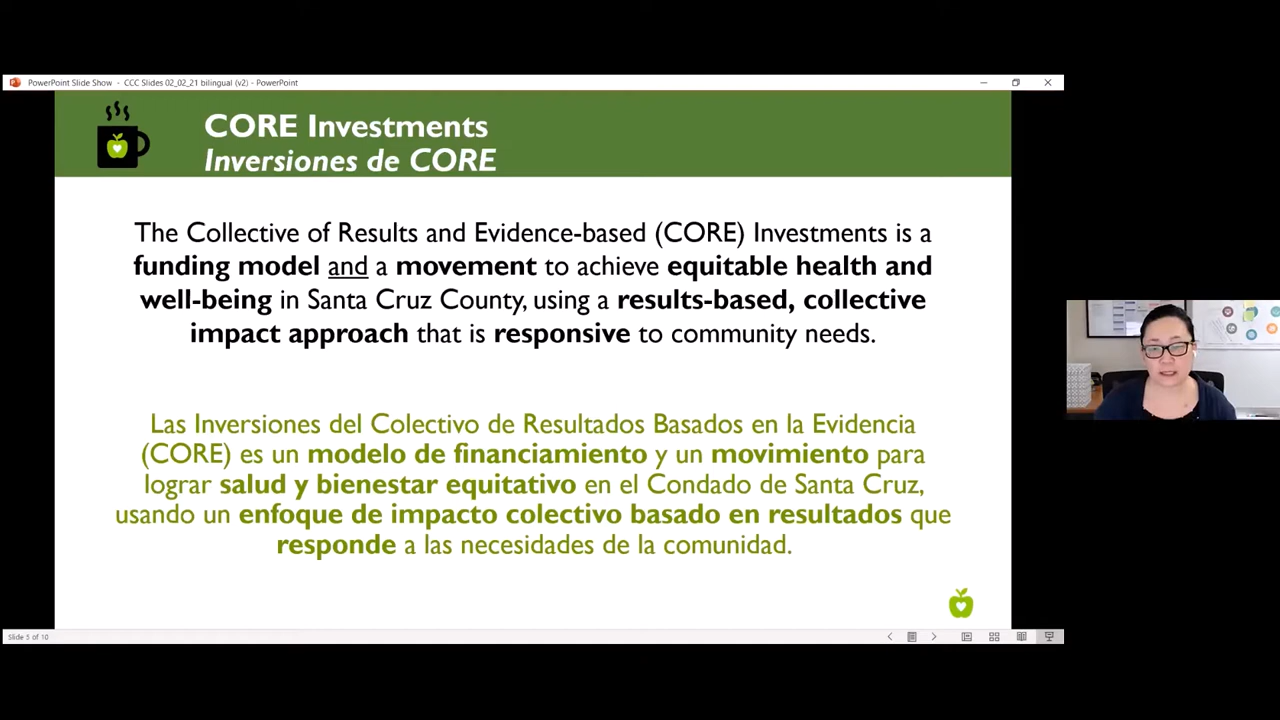 PowerPoint Slide Show - CCC Slides 02_02_21 bilingual (v2) - PowerPoint
CORE Investments
Inversiones de CORE
The Collective of Results and Evidence-based (CORE) Investments is a
funding model and a movement to achieve equitable health and
well-being in Santa Cruz County, using a results-based, collective
impact approach that is responsive to community needs.
Las Inversiones del Colectivo de Resultados Basados en la Evidencia
(CORE) es un modelo de financiamiento y un movimiento para
lograr salud y bienestar equitativo en el Condado de Santa Cruz,
usando un enfoque de impacto colectivo basado en resultados que
responde a las necesidades de la comunidad.
Slide 5 of 10